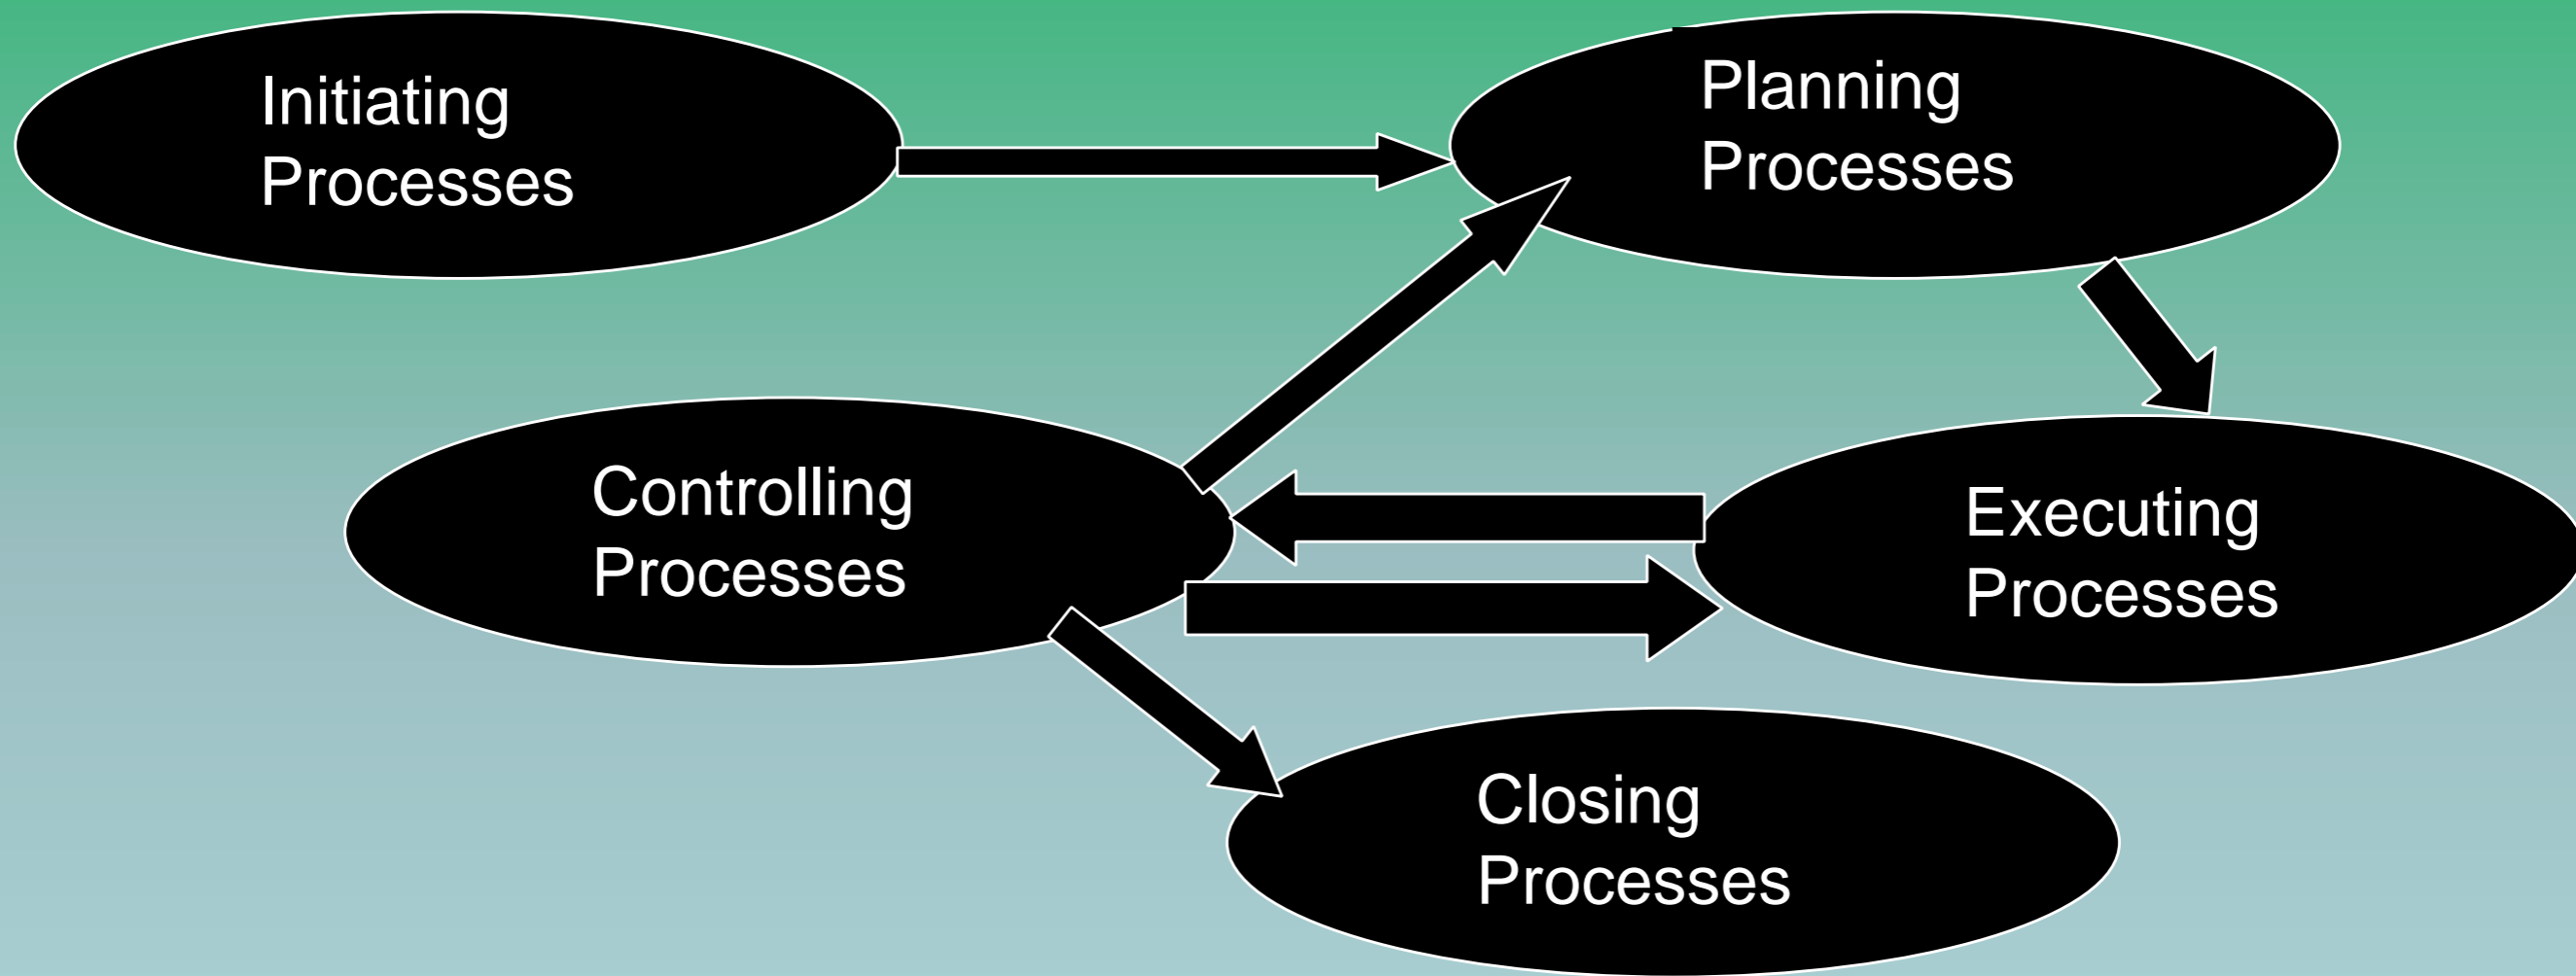 Initiating
Processes
Planning
Processes
Controlling
Processes
Executing
Processes
Closing
Processes